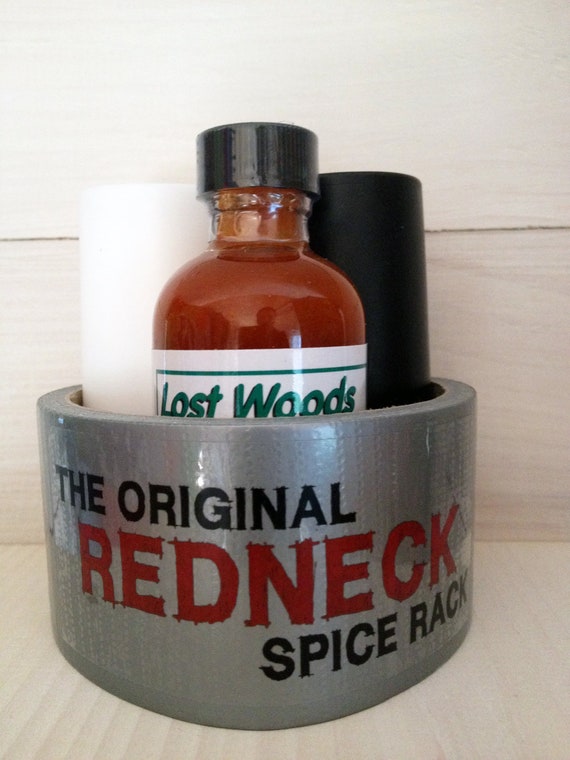 Lost Woods
THE ORIGINAL
REDNECK
SPICE RACK